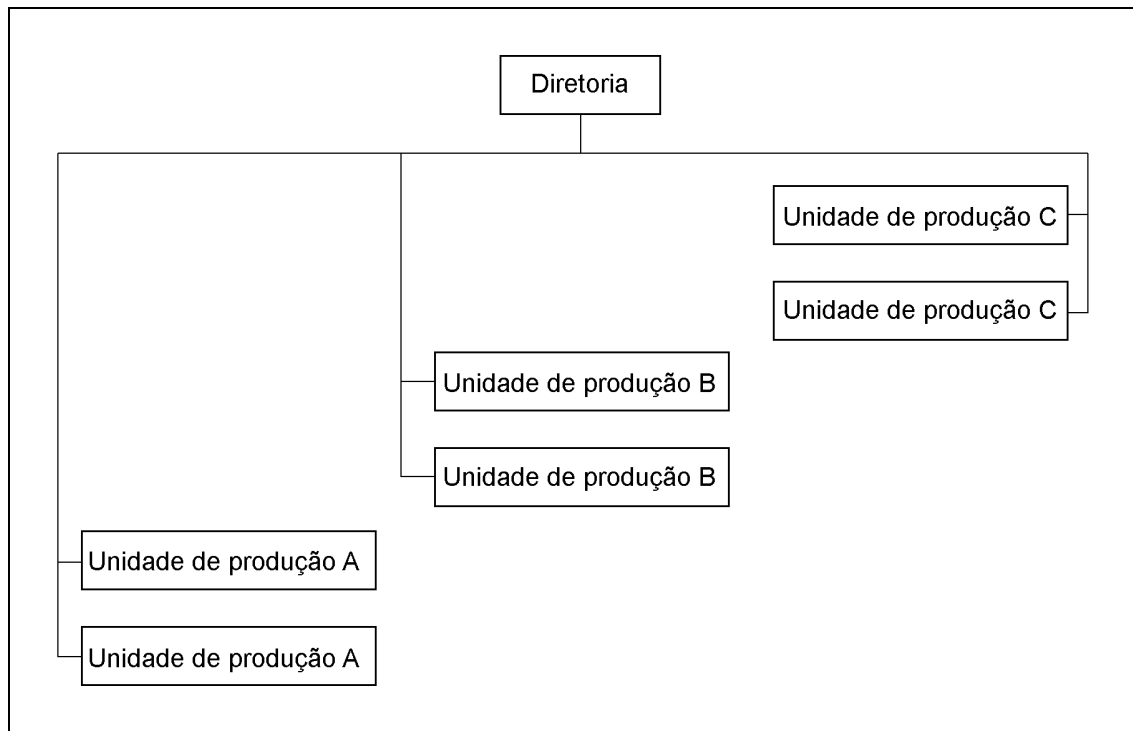 Diretoria
Unidade de produção C
Unidade de produção C
Unidade de produção B
Unidade de produção B
Unidade de produção A
Unidade de produção A